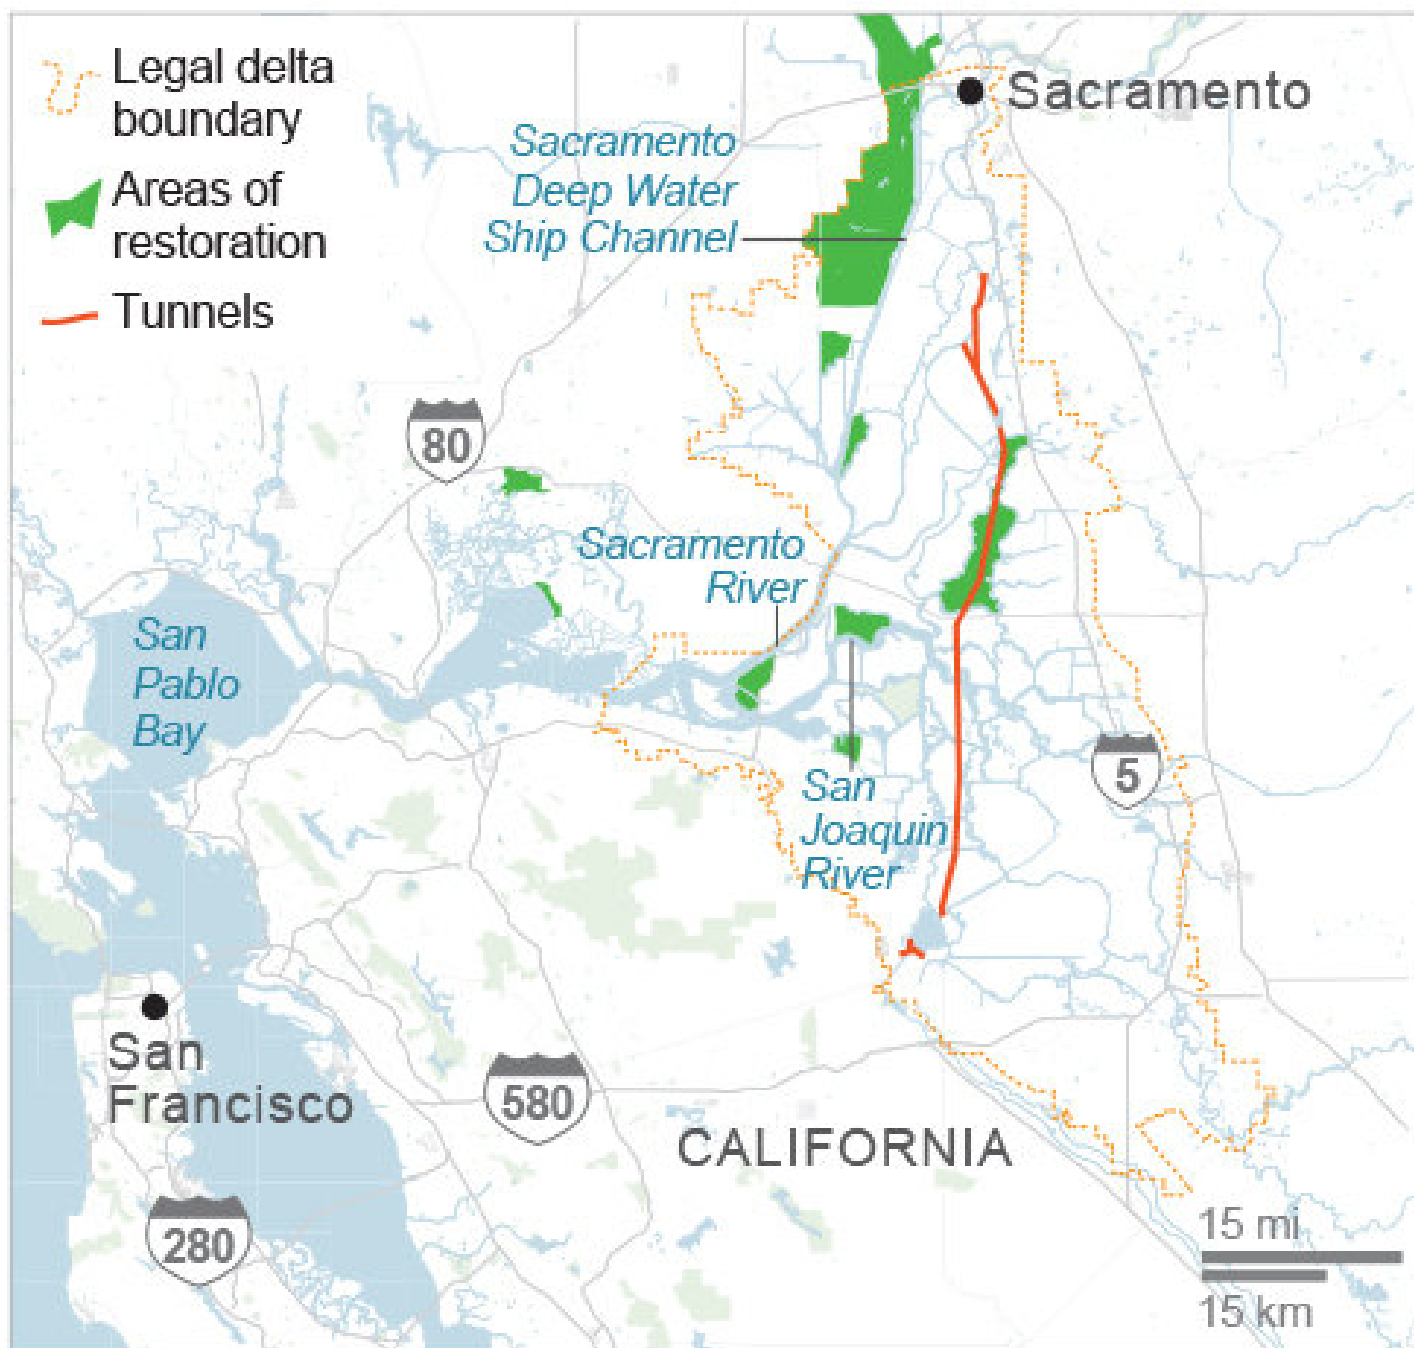 Legal delta
boundary
Areas of
restoration
Tunnels
Sacramento
Sacramento
Deep Water
Ship Channel
80
Sacramento
River
San
Pablo
Bay
San
Joaquin
River
5
San
Francisco
580
CALIFORNIA
280
15 mi
15 km